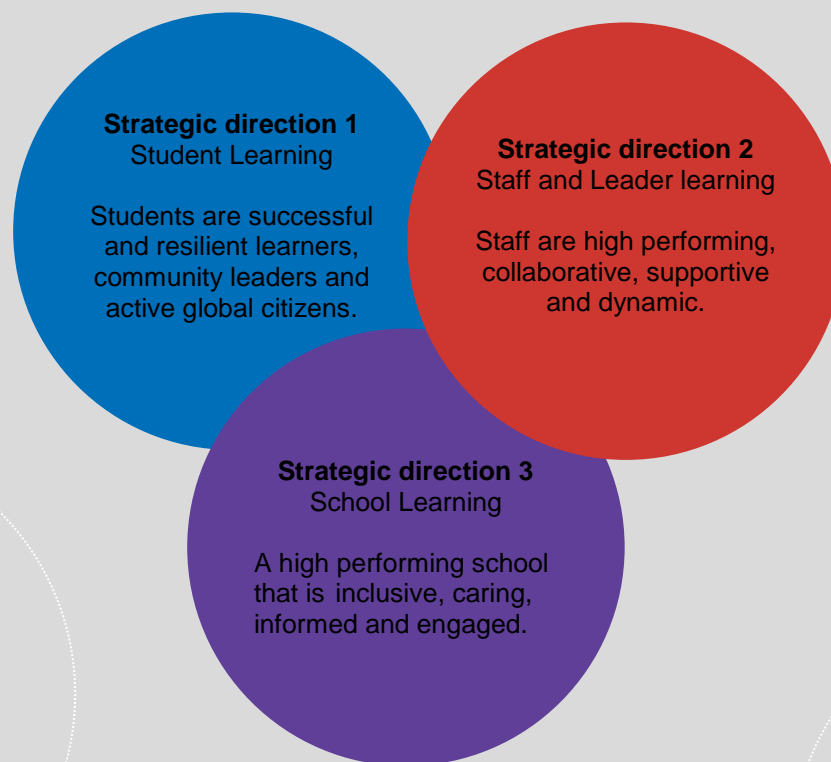 Strategic direction 1
Student Learning
Students are successful
and resilient learners,
community leaders and
active global citizens.
Strategic direction 2
Staff and Leader learning
Staff are high performing,
collaborative, supportive
and dynamic.
Strategic direction 3
School Learning
A high performing school
that is inclusive, caring,
informed and engaged.